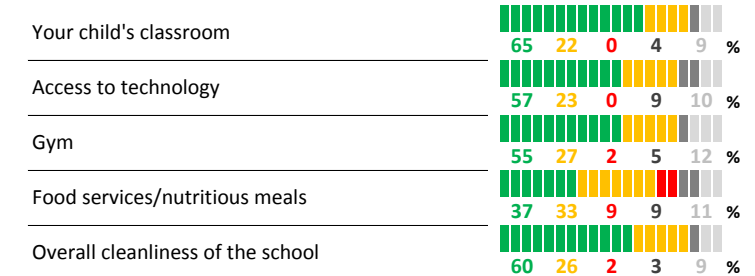 Your child's classroom
65 22 0 4 9 %
Access to technology
57 23 0 9 10 %
Gym
55 27 2 5 12 %
Food services/nutritious meals
37 33 9 9 11 %
Overall cleanliness of the school
60 26 2 3 9 %